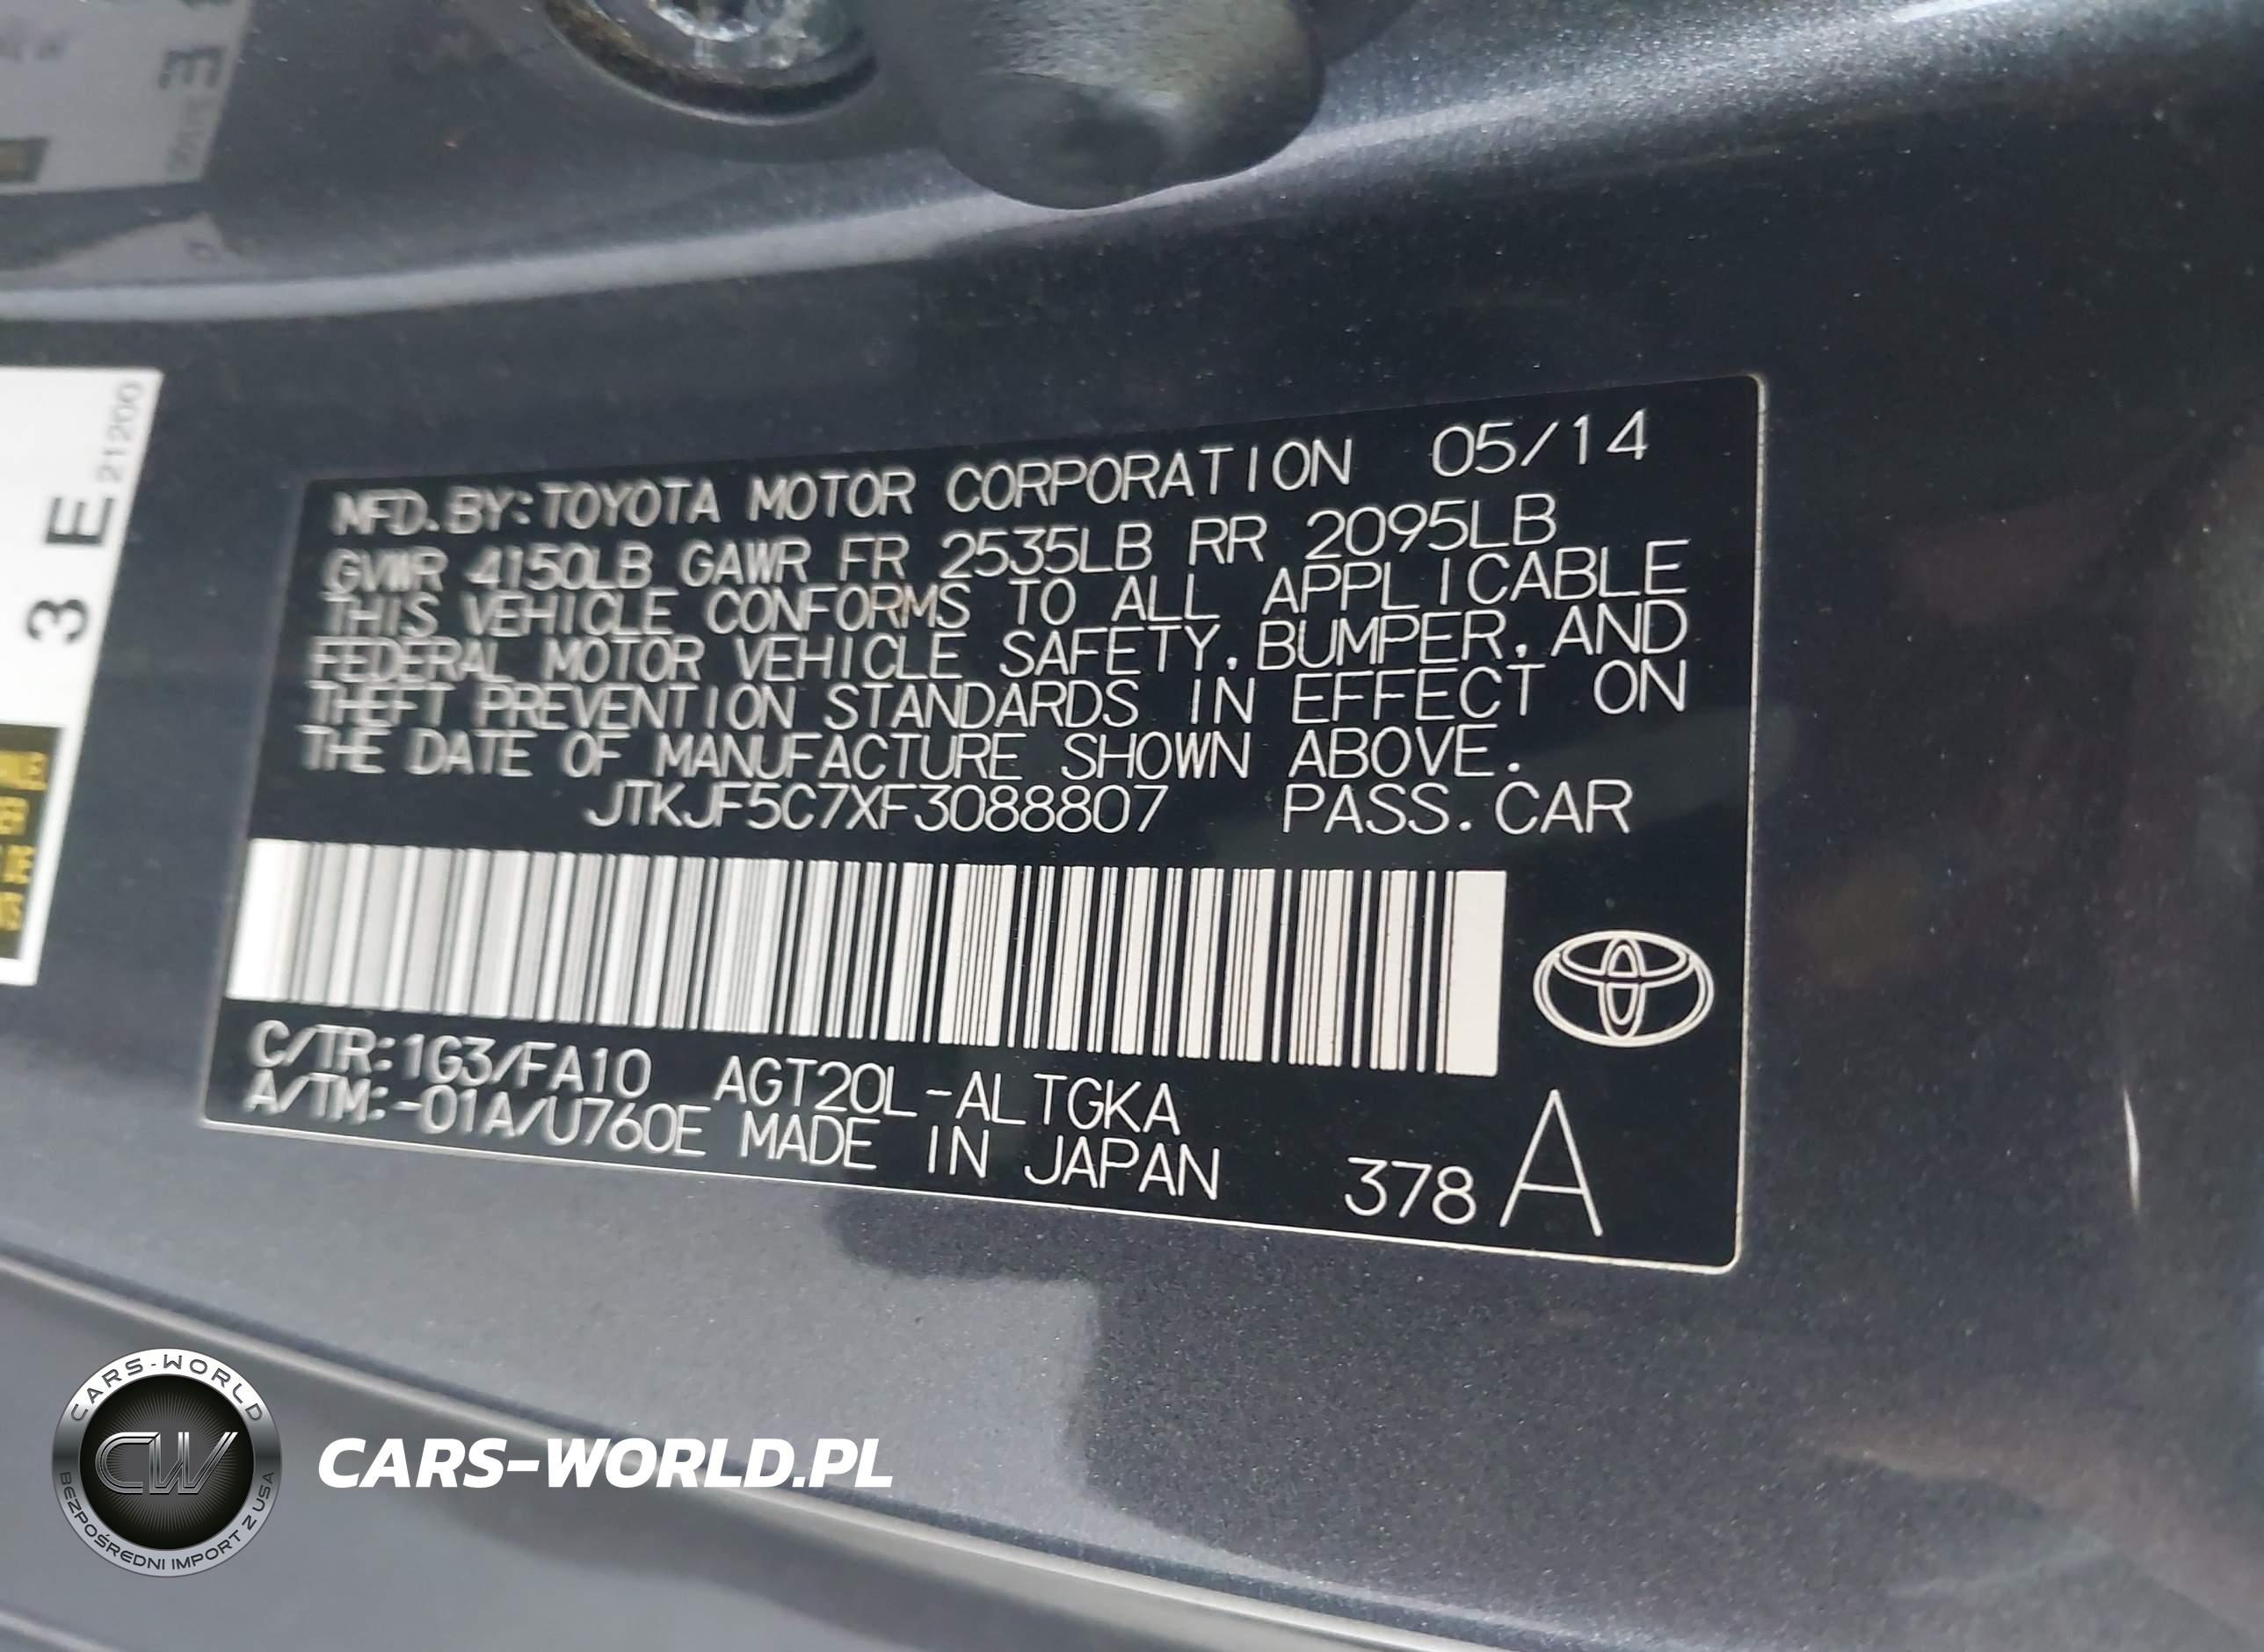 MFD.BY:TOYOTA MOTOR CORPORATION 05/14
GVWR 4150LB GAWR FR 2535LB RR 2095LB
THIS VEHICLE CONFORMS TO ALL APPLICABLE
FEDERAL MOTOR VEHICLE SAFETY, BUMPER, AND
THEFT PREVENTION STANDARDS IN EFFECT ON
THE DATE OF MANUFACTURE SHOWN ABOVE.
JTKJF5C7XF3088807 PASS.CAR
C/TR:1G3/FA10 AGT20L-ALTGKA
A/TM:-01A/U760E MADE IN JAPAN 378 A
3 E
21200
CARS-WORLD
CW
BEZPOŚREDNI IMPORT Z USA
CARS-WORLD.PL